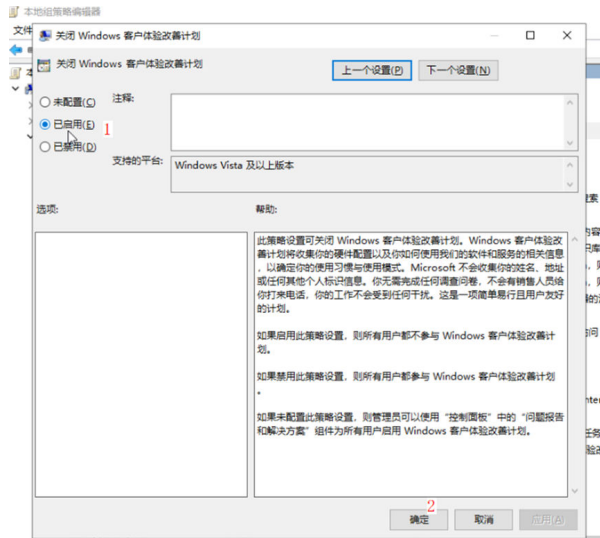 本地组策略编辑器
文件
关闭 Windows 客户体验改善计划
关闭 Windows 客户体验改善计划
上一个设置(P)
下一个设置(N)
未配置(C)
注释:
已启用(E)
1
已禁用(D)
支持的平台:
Windows Vista 及以上版本
选项:
帮助:
此策略设置可关闭 Windows 客户体验改善计划。Windows 客户体验改
善计划将收集你的硬件配置以及你如何使用我们的软件和服务的相关信息
，以确定你的使用习惯与使用模式。Microsoft 不会收集你的姓名、地址
或任何其他个人标识信息。你无需完成任何调查问卷，不会有销售人员给
你打来电话，你的工作不会受到任何干扰。这是一项简单易行且用户友好
的计划。
如果启用此策略设置，则所有用户都不参与 Windows 客户体验改善计
划。
如果禁用此策略设置，则所有用户都参与 Windows 客户体验改善计划
。
如果未配置此策略设置，则管理员可以使用“控制面板”中的“问题报告
和解决方案”组件为所有用户启用 Windows 客户体验改善计划。
2
确定
取消
应用(A)